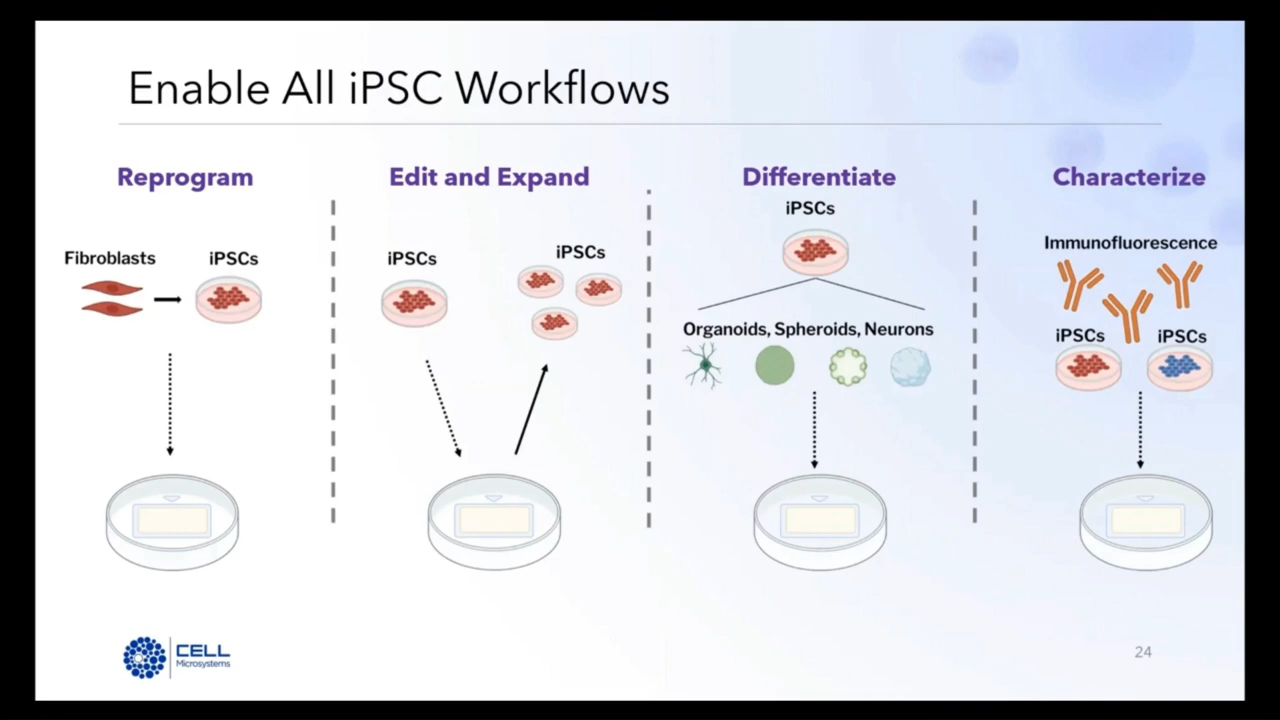 Enable All iPSC Workflows
Reprogram
Fibroblasts
iPSCs
Edit and Expand
iPSCs
iPSCs
Differentiate
iPSCs
Organoids, Spheroids, Neurons
Characterize
Immunofluorescence
iPSCs
iPSCs
CELL
Microsystems
24